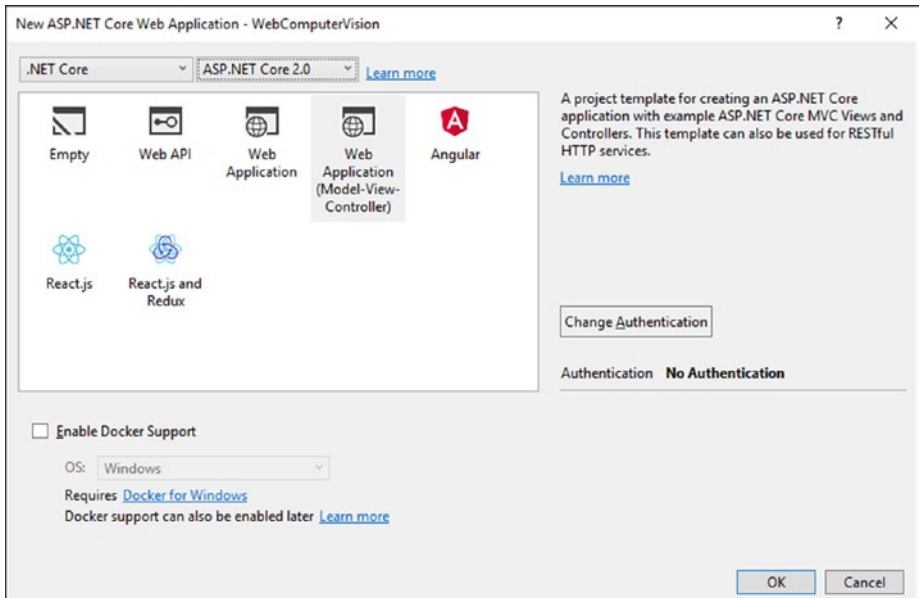 New ASP.NET Core Web Application - WebComputerVision
?
.NET Core
ASP.NET Core 2.0
Learn more
Empty
Web API
Web
Application
Web
Application
(Model-View-
Controller)
Angular
React.js
React.js and
Redux
A project template for creating an ASP.NET Core
application with example ASP.NET Core MVC Views and
Controllers. This template can also be used for RESTful
HTTP services.
Learn more
Change Authentication
Authentication No Authentication
Enable Docker Support
OS: Windows
Requires Docker for Windows
Docker support can also be enabled later Learn more
OK
Cancel